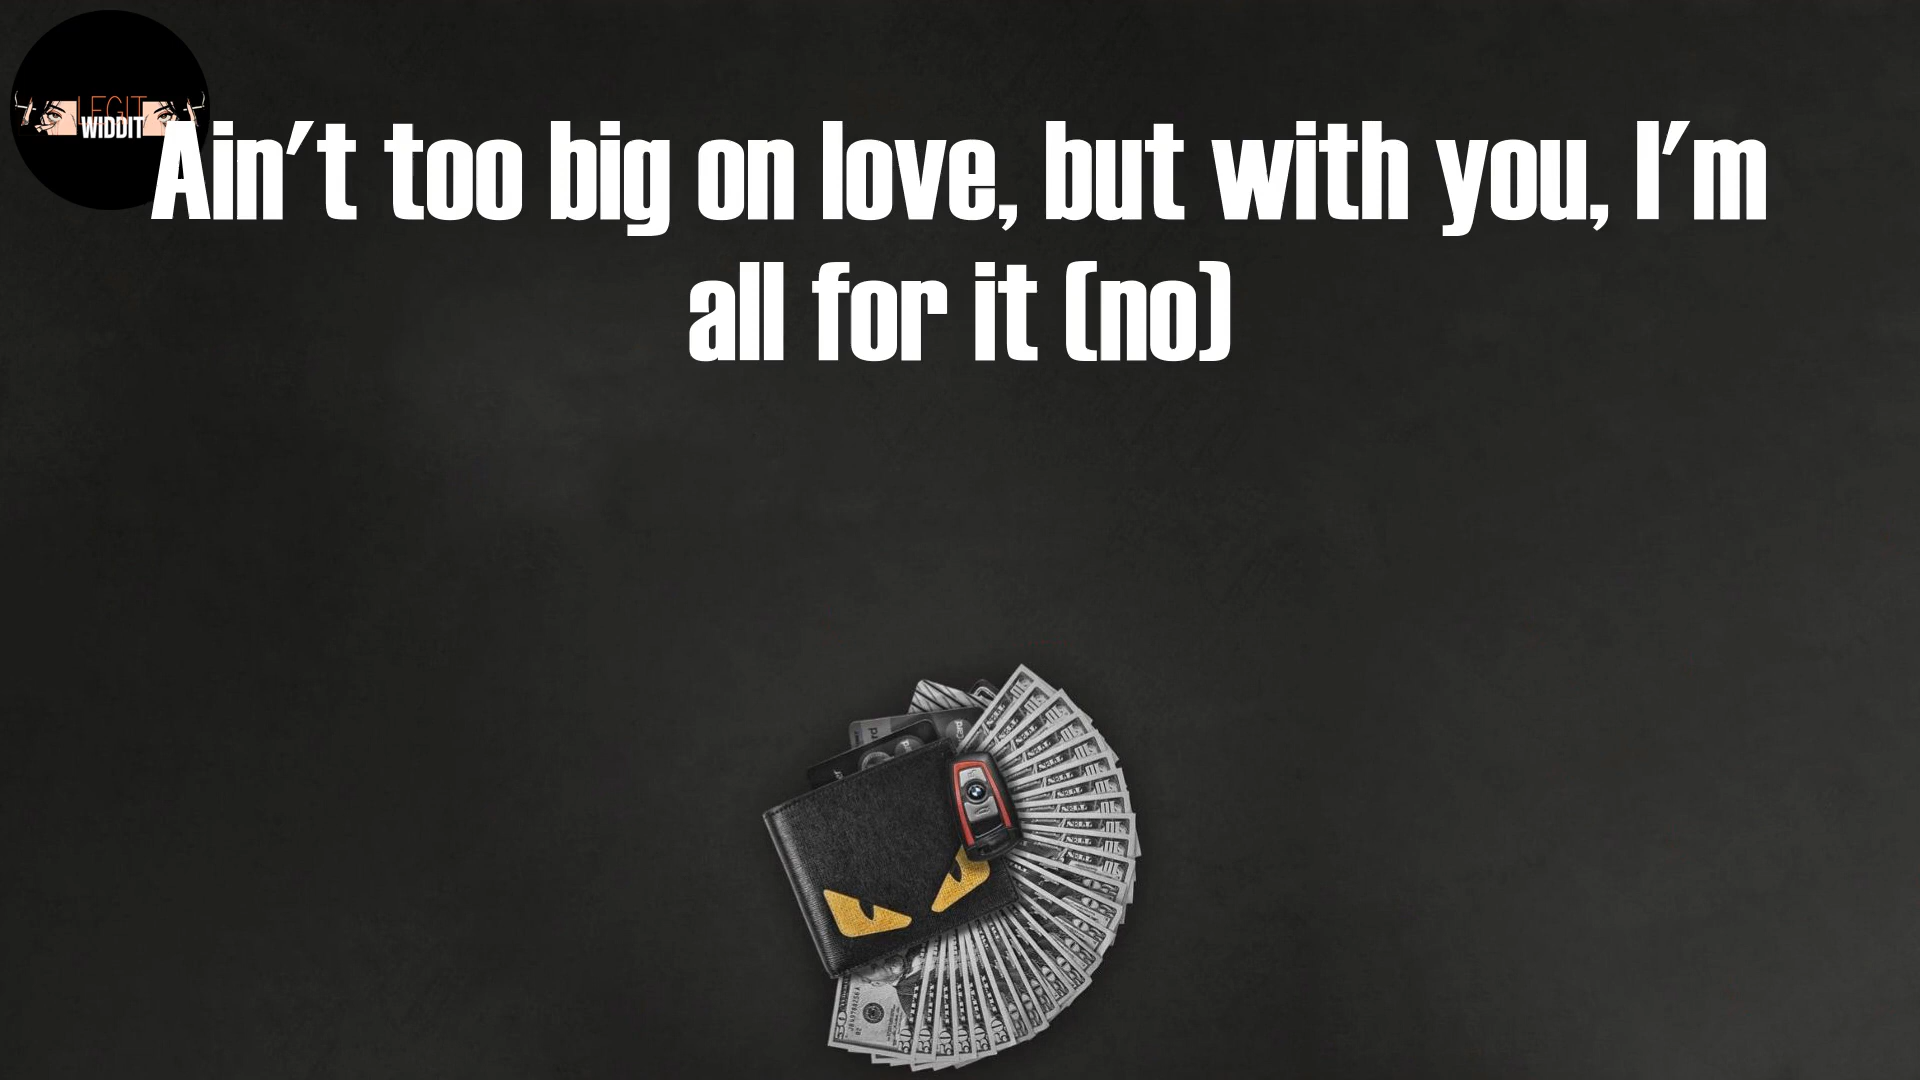 LEGIT
WIDDIT
Ain't too big on love, but with you, I'm
all for it (no)